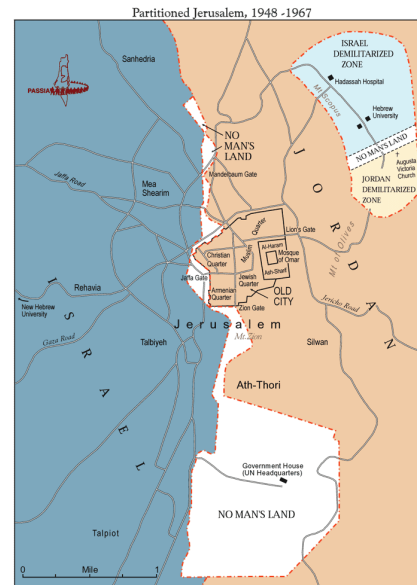 Partitioned Jerusalem, 1948 -1967
Sanhedria
ISRAEL
DEMILITARIZED
ZONE
Hadassah Hospital
PASSIA
Mt. Scopus
Hebrew
University
NO
MAN'S
LAND
NO MAN'S LAND
Mandelbaum Gate
Augusta
Victoria
Church
Jaffa Road
Mea
Shearim
JORDAN
DEMILITARIZED
ZONE
JORDAN
Muslim Quarter
Lion's Gate
Al-Haram
Mosque
of Omar
Ash-Sharif
Christian
Quarter
Mt. of Olives
Jaffa Gate
Jewish
Quarter
Armenian
Quarter
OLD
CITY
Zion Gate
Rehavia
New Hebrew
University
Jericho Road
ISRAEL
Jerusalem
Mt. Zion
Gaza Road
Talbiyeh
Silwan
Ath-Thori
Government House
(UN Headquarters)
NO MAN'S LAND
Talpiot
0 Mile 1